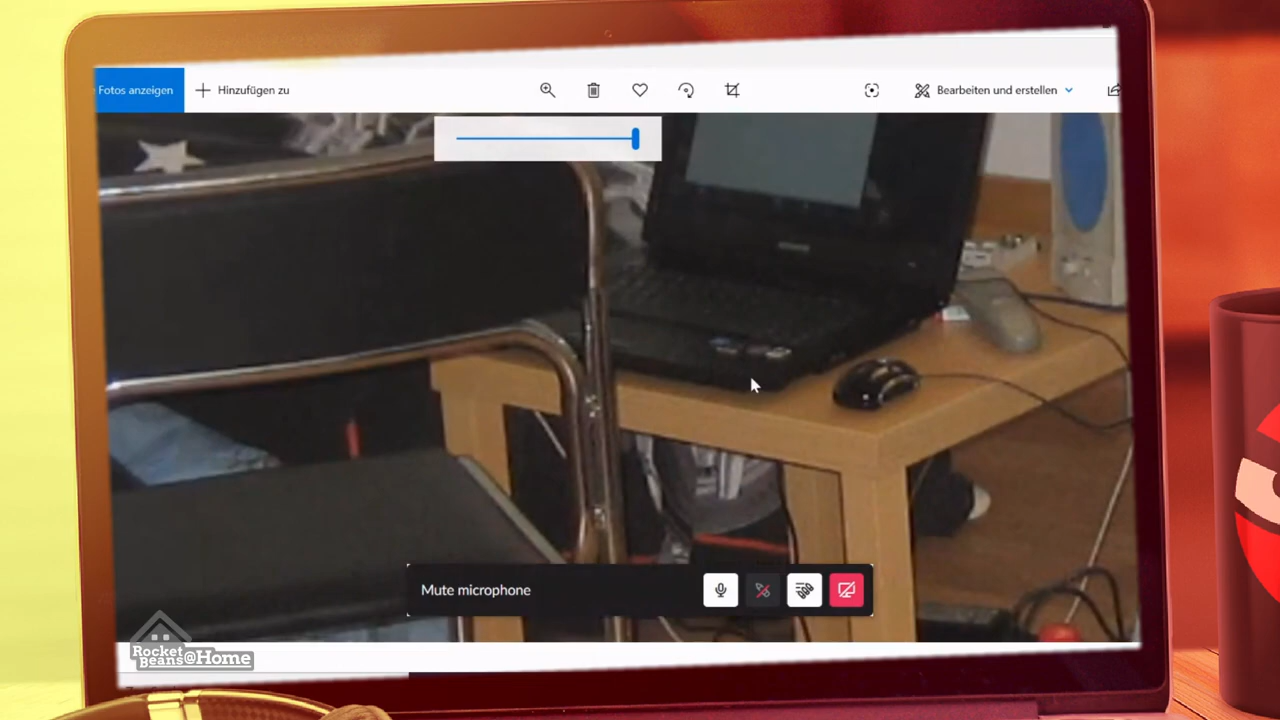 Fotos anzeigen
Hinzufügen zu
Bearbeiten und erstellen
Mute microphone
Rocket
Beans@Home